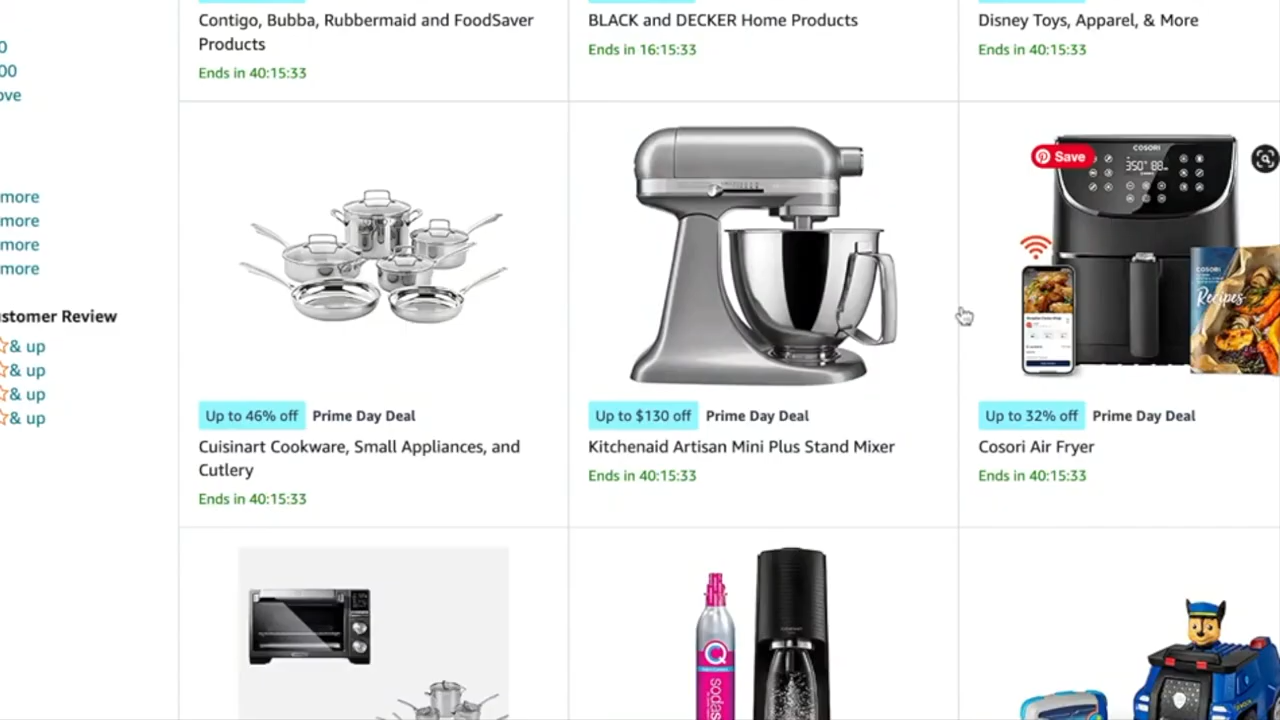 Contigo, Bubba, Rubbermaid and FoodSaver
Products
Ends in 40:15:33
BLACK and DECKER Home Products
Ends in 16:15:33
Disney Toys, Apparel, & More
Ends in 40:15:33
0
00
ove
more
more
more
more
ustomer Review
& up
& up
& up
& up
Save
COSORI
350°
COSORI
Recipes
Up to 46% off Prime Day Deal
Cuisinart Cookware, Small Appliances, and
Cutlery
Ends in 40:15:33
Up to $130 off Prime Day Deal
Kitchenaid Artisan Mini Plus Stand Mixer
Ends in 40:15:33
Up to 32% off Prime Day Deal
Cosori Air Fryer
Ends in 40:15:33
sodas